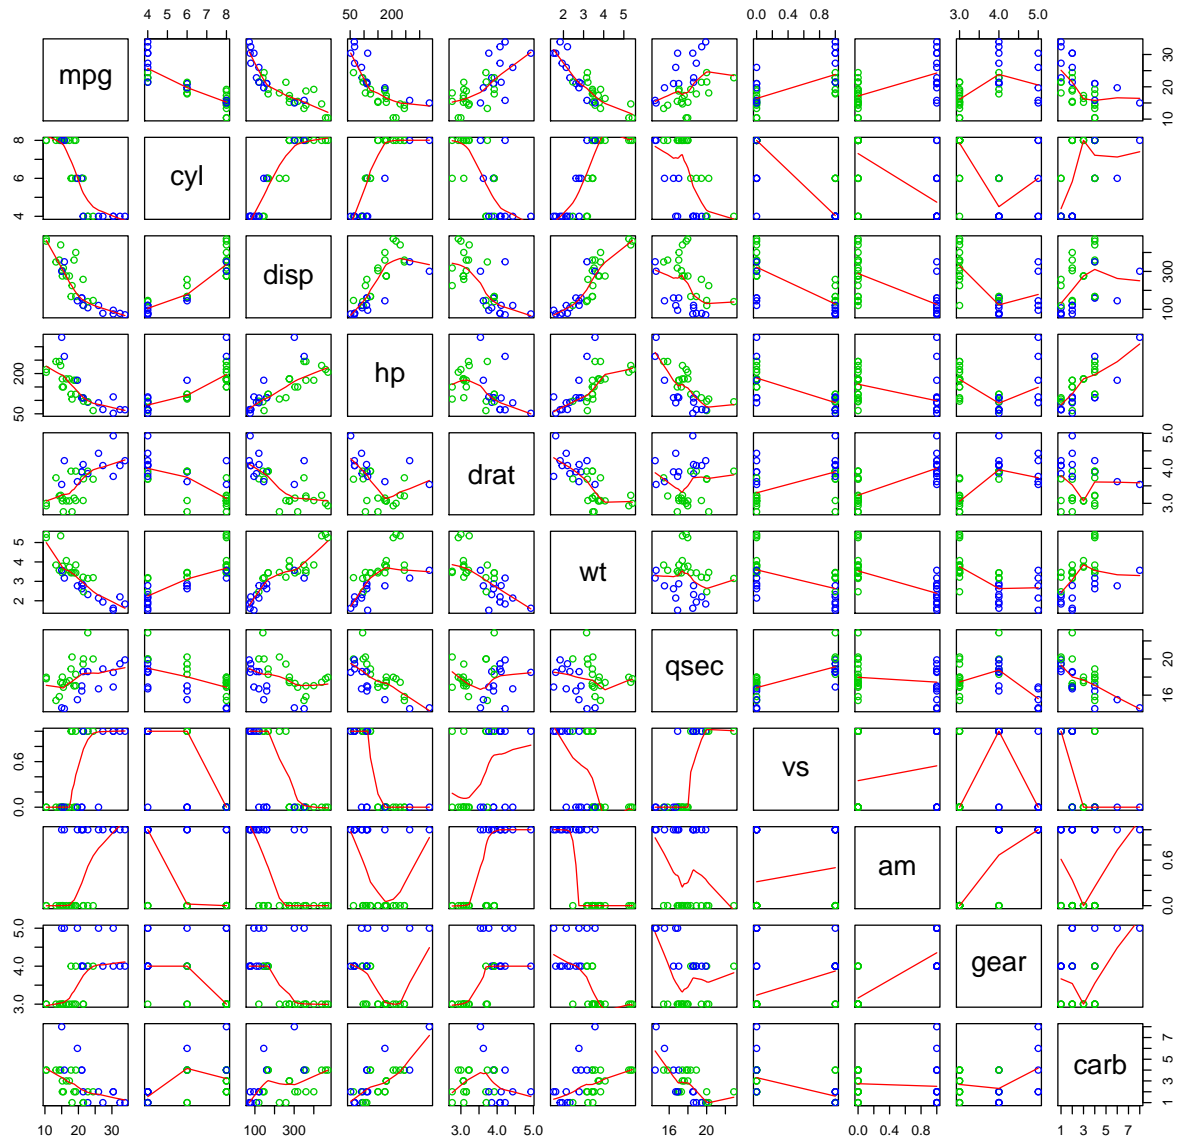 4 5 6 7 8 50 200 2 3 4 5 0.0 0.4 0.8 3.0 4.0 5.0
mpg
10 20 30
4 6 8
cyl
disp
100 300
50 200
hp
drat
3.0 4.0 5.0
2 3 4 5
wt
qsec
16 20
0.0 0.6
vs
am
0.0 0.6
3.0 4.0 5.0
gear
carb
1 3 5 7
10 20 30 100 300 3.0 4.0 5.0 16 18 20 0.0 0.4 0.8 1 3 5 7